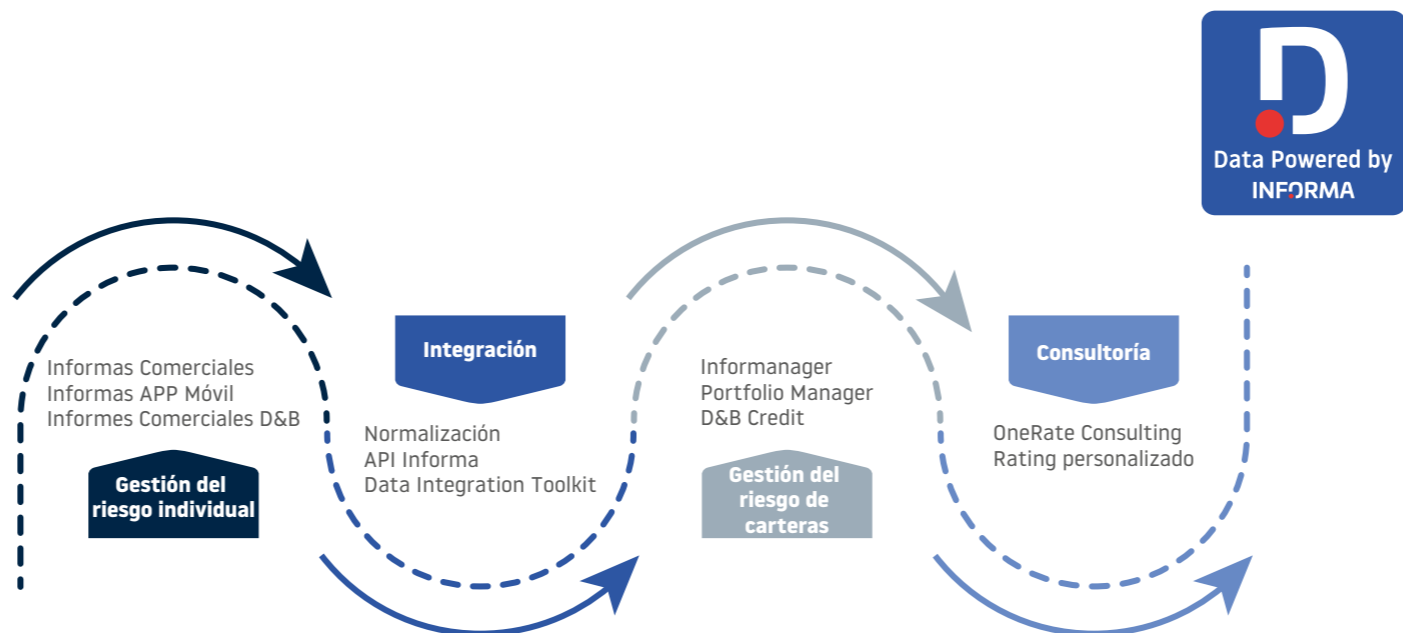 D
Data Powered by
INFORMA
Informas Comerciales
Informas APP Móvil
Informes Comerciales D&B
Gestión del
riesgo individual
Integración
Normalización
API Informa
Data Integration Toolkit
Informanager
Portfolio Manager
D&B Credit
Gestión del
riesgo de
carteras
Consultoría
OneRate Consulting
Rating personalizado